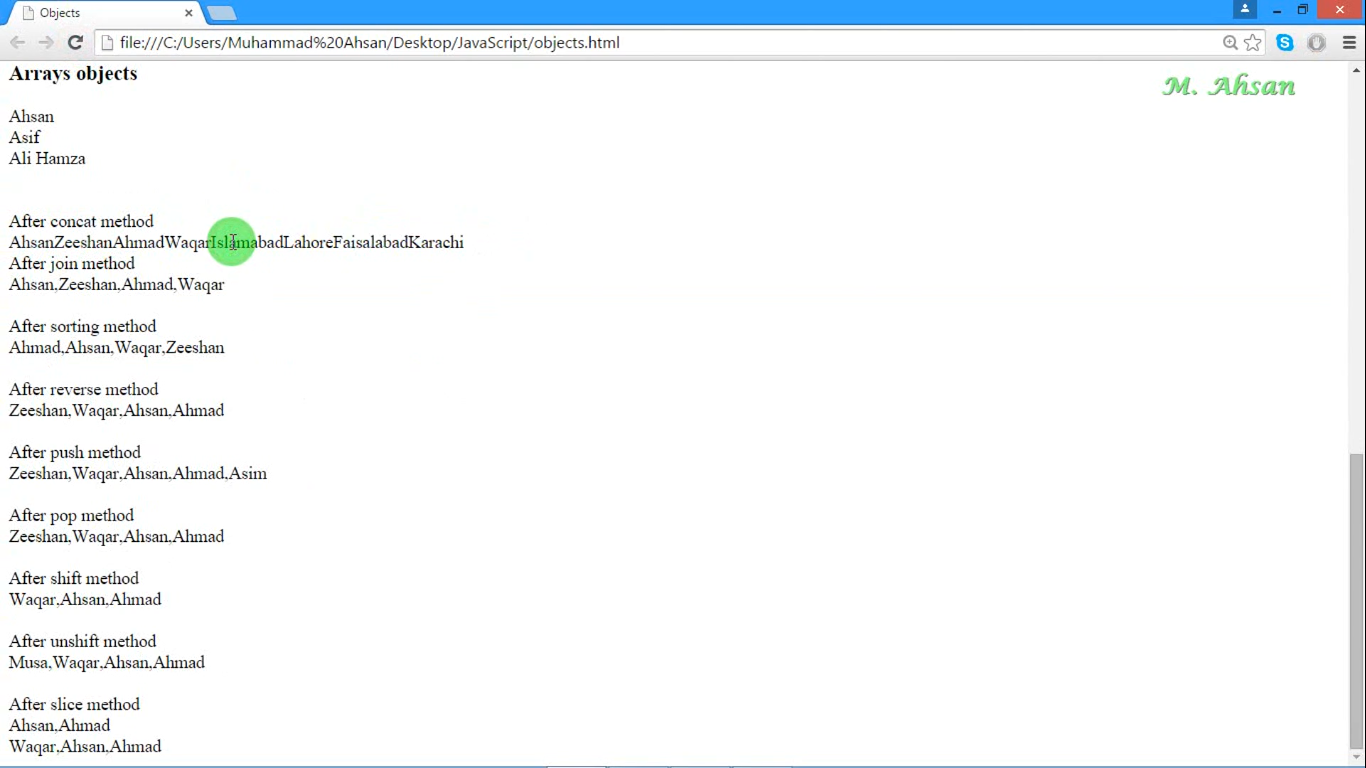 Objects
file:///C:/Users/Muhammad%20Ahsan/Desktop/JavaScript/objects.html
Arrays objects
M. Ahsan
Ahsan
Asif
Ali Hamza
After concat method
AhsanZeeshanAhmadWaqarIslamabadLahoreFaisalabadKarachi
After join method
Ahsan,Zeeshan,Ahmad,Waqar
After sorting method
Ahmad,Ahsan,Waqar,Zeeshan
After reverse method
Zeeshan,Waqar,Ahsan,Ahmad
After push method
Zeeshan,Waqar,Ahsan,Ahmad,Asim
After pop method
Zeeshan,Waqar,Ahsan,Ahmad
After shift method
Waqar,Ahsan,Ahmad
After unshift method
Musa,Waqar,Ahsan,Ahmad
After slice method
Ahsan,Ahmad
Waqar,Ahsan,Ahmad